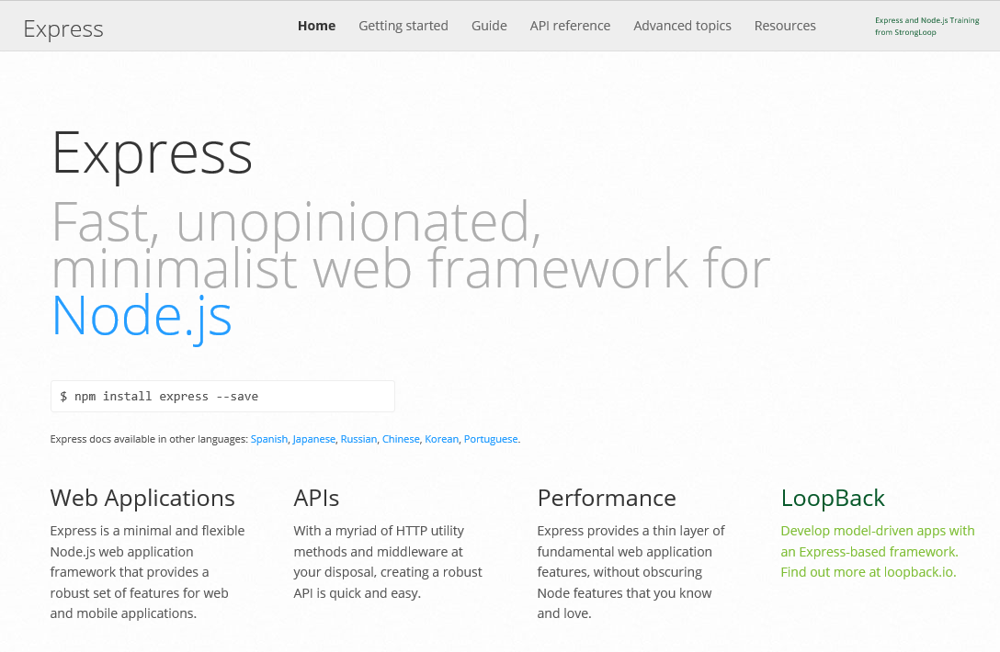 Express
Home Getting started Guide API reference Advanced topics Resources
Express and Node.js Training
from StrongLoop
Express
Fast, unopinionated,
minimalist web framework for
Node.js
$ npm install express --save
Express docs available in other languages: Spanish, Japanese, Russian, Chinese, Korean, Portuguese.
Web Applications
Express is a minimal and flexible
Node.js web application
framework that provides a
robust set of features for web
and mobile applications.
APIs
With a myriad of HTTP utility
methods and middleware at
your disposal, creating a robust
API is quick and easy.
Performance
Express provides a thin layer of
fundamental web application
features, without obscuring
Node features that you know
and love.
LoopBack
Develop model-driven apps with
an Express-based framework.
Find out more at loopback.io.